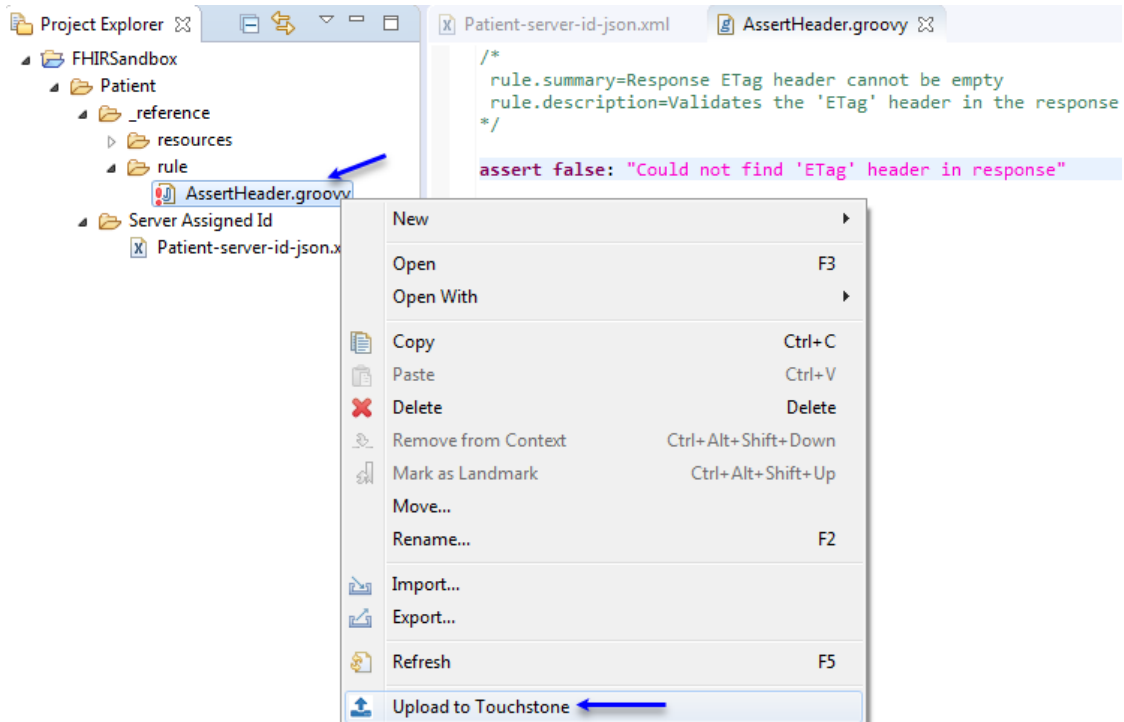 Project Explorer
FHIRSandbox
Patient
_reference
resources
rule
AssertHeader.groovy
Server Assigned Id
Patient-server-id-json.x
Patient-server-id-json.xml
AssertHeader.groovy
/*
rule.summary=Response ETag header cannot be empty
rule.description=Validates the 'ETag' header in the response
*/
assert false: "Could not find 'ETag' header in response"
New
Open F3
Open With
Copy Ctrl+C
Paste Ctrl+V
Delete Delete
Remove from Context Ctrl+Alt+Shift+Down
Mark as Landmark Ctrl+Alt+Shift+Up
Move...
Rename... F2
Import...
Export...
Refresh F5
Upload to Touchstone